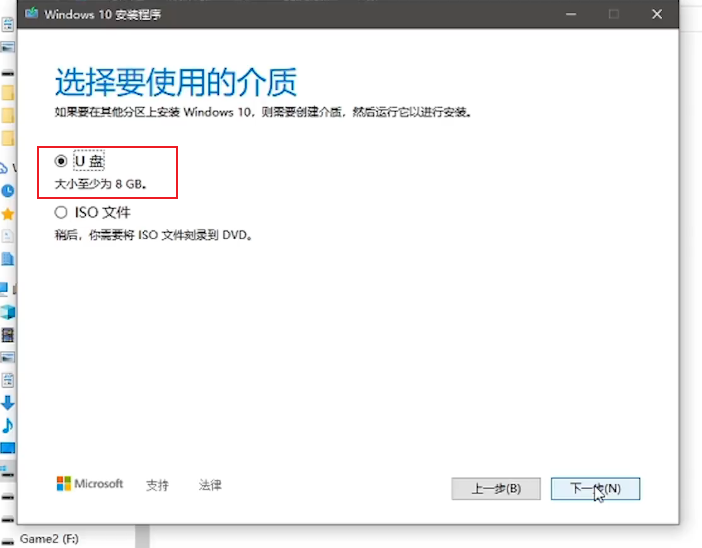 Windows 10 安装程序
选择要使用的介质
如果要在其他分区上安装 Windows 10，则需要创建介质，然后运行它以进行安装。
U 盘
大小至少为 8 GB。
ISO 文件
稍后，你需要将 ISO 文件刻录到 DVD。
Microsoft 支持 法律 上一步(B) 下一步(N)
Game2 (F:)